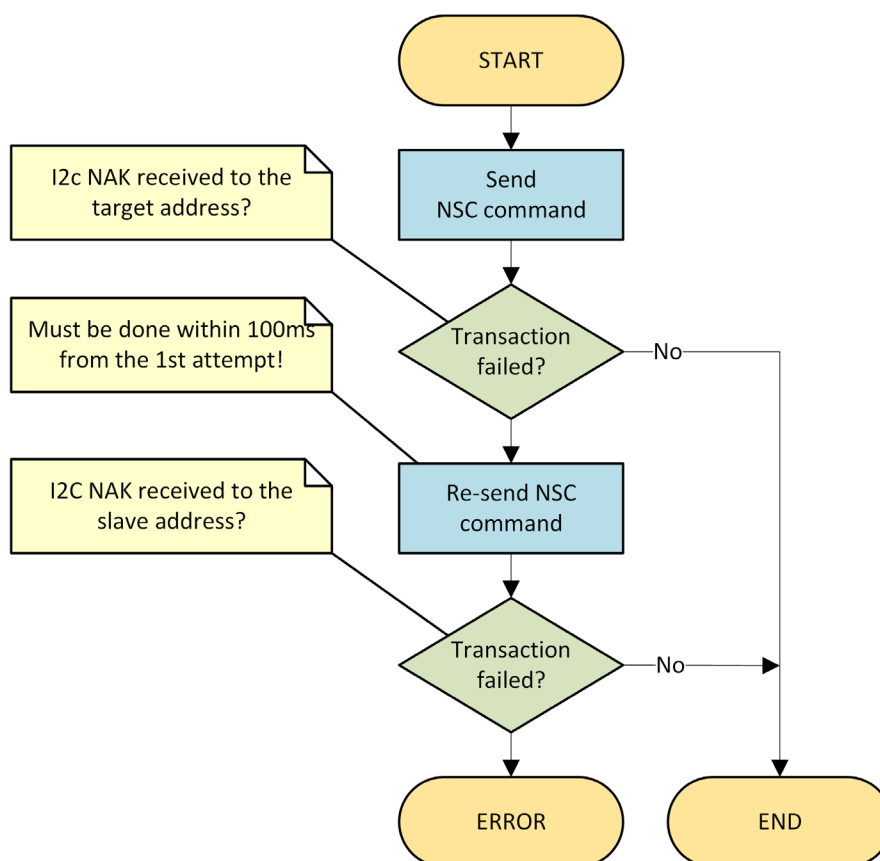 START
I2c NAK received to the
target address?
Send
NSC command
Must be done within 100ms
from the 1st attempt!
Transaction
failed?
No
I2C NAK received to the
slave address?
Re-send NSC
command
Transaction
failed?
No
ERROR
END